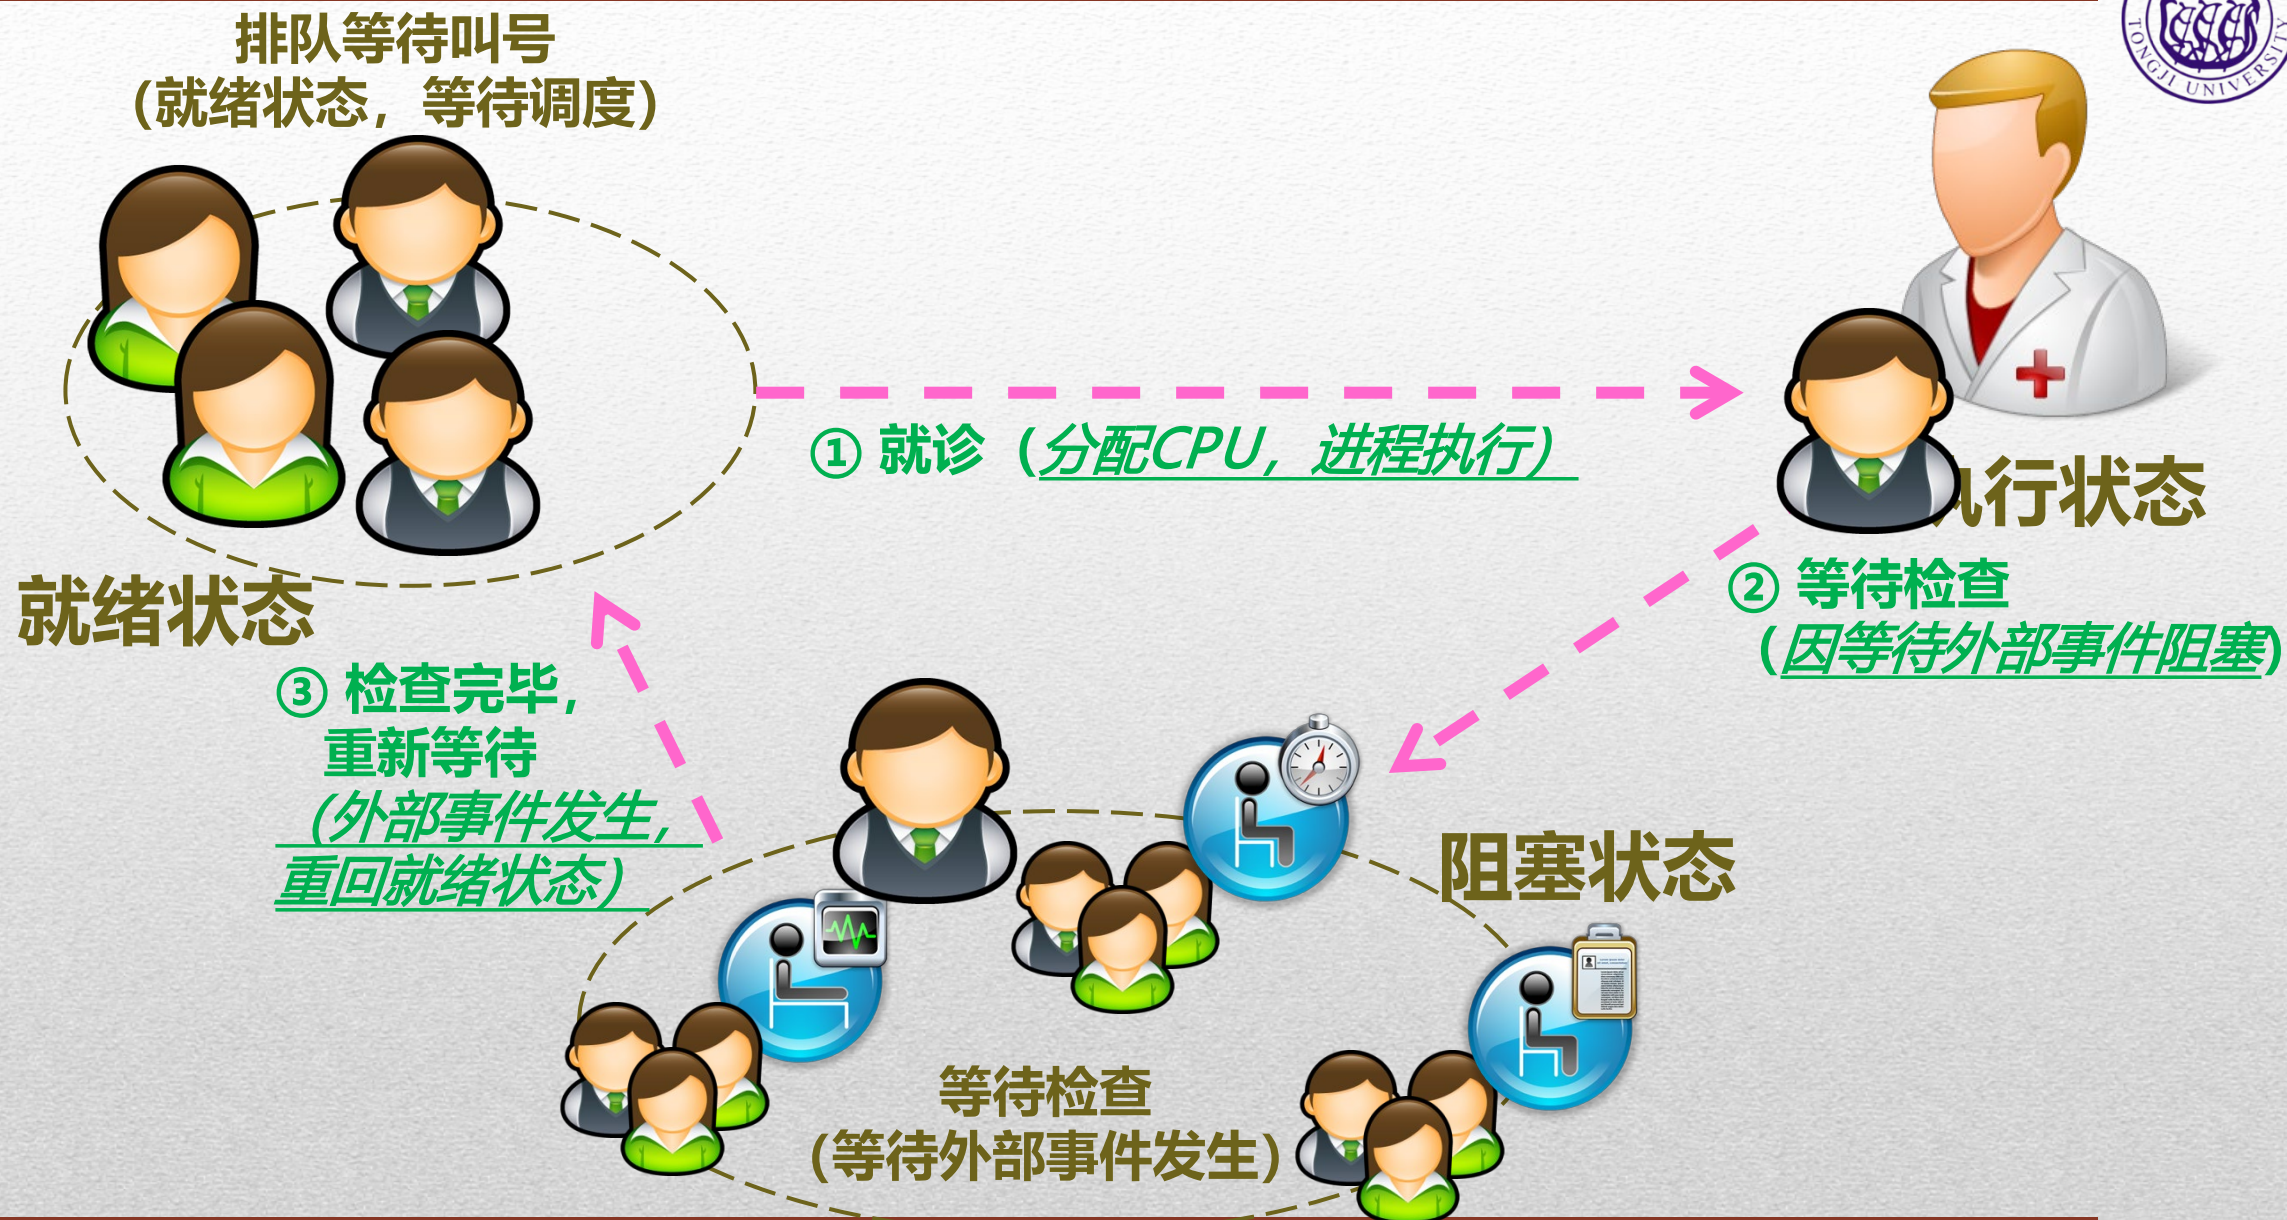 排队等待叫号
（就绪状态，等待调度）
TONGJI UNIVERSITY
① 就诊（分配CPU，进程执行）
执行状态
② 等待检查
（因等待外部事件阻塞）
就绪状态
③ 检查完毕，
重新等待
（外部事件发生，
重回就绪状态）
阻塞状态
等待检查
（等待外部事件发生）